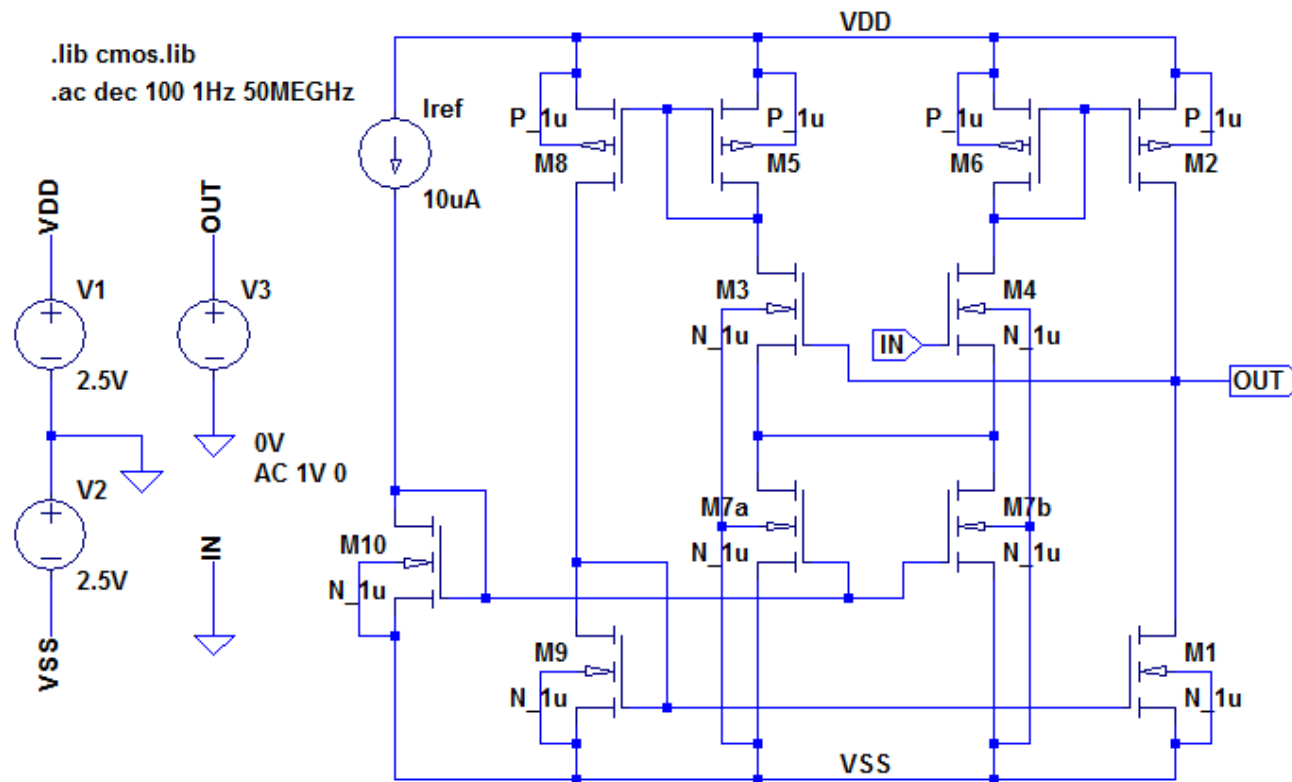 .lib cmos.lib
.ac dec 100 1Hz 50MEGHz
VDD
Iref
10uA
P_1u
M8
P_1u
M5
P_1u
M6
P_1u
M2
VDD
OUT
V1
2.5V
V3
0V
AC 1V 0
V2
2.5V
VSS
IN
M3
N_1u
M4
N_1u
IN
OUT
M7a
N_1u
M7b
N_1u
M10
N_1u
M9
N_1u
M1
N_1u
VSS